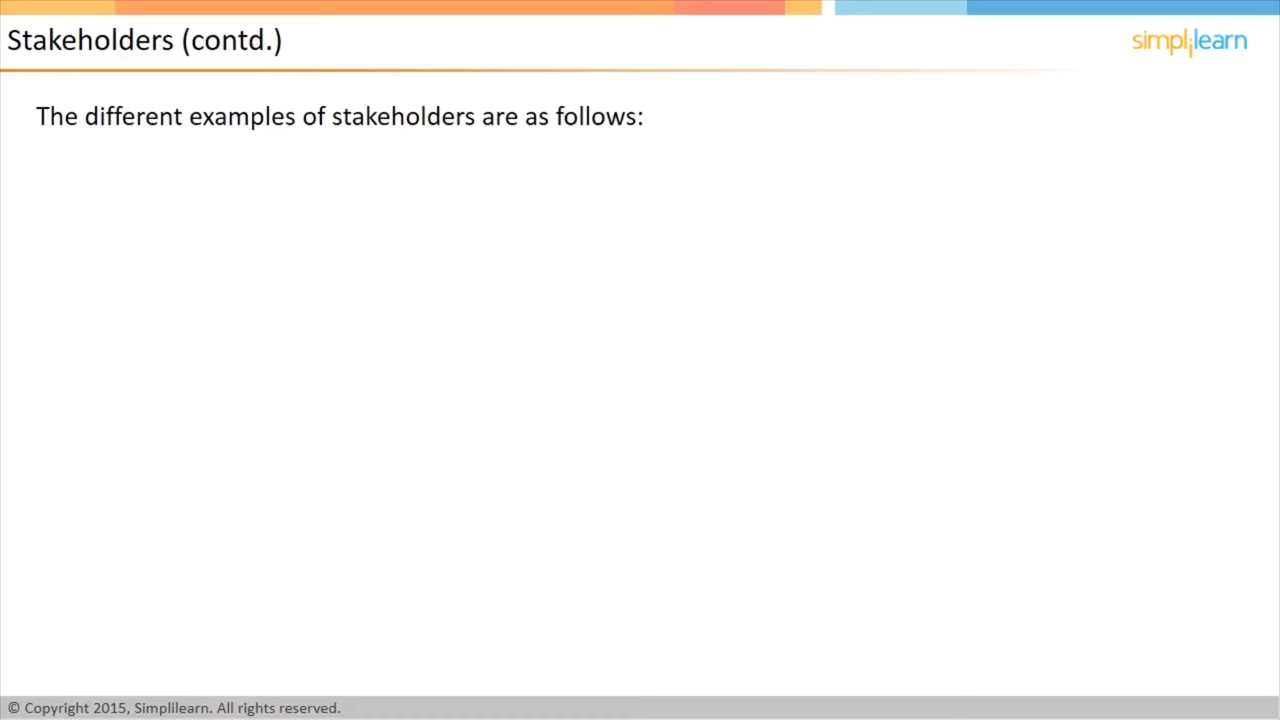 Stakeholders (contd.)
simplilearn
The different examples of stakeholders are as follows:
© Copyright 2015, Simplilearn. All rights reserved.